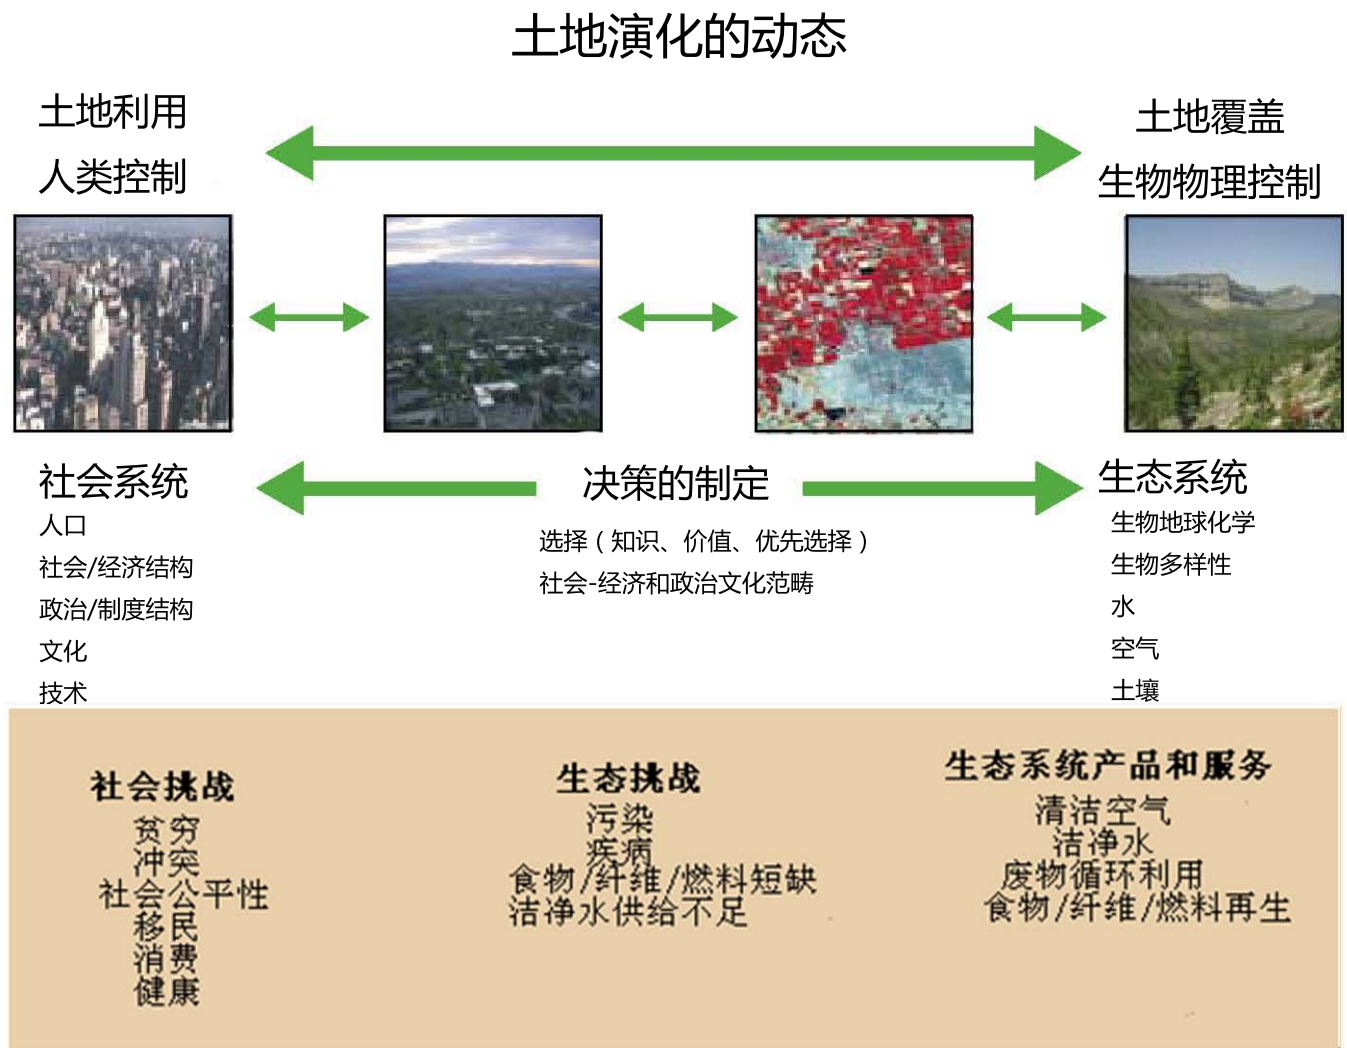 土地演化的动态
土地利用
人类控制
土地覆盖
生物物理控制
社会系统
人口
社会/经济结构
政治/制度结构
文化
技术
决策的制定
选择（知识、价值、优先选择）
社会-经济和政治文化范畴
生态系统
生物地球化学
生物多样性
水
空气
土壤
社会挑战
贫穷
冲突
社会公平性
移民
消费
健康
生态挑战
污染
疾病
食物/纤维/燃料短缺
洁净水供给不足
生态系统产品和服务
清洁空气
洁净水
废物循环利用
食物/纤维/燃料再生